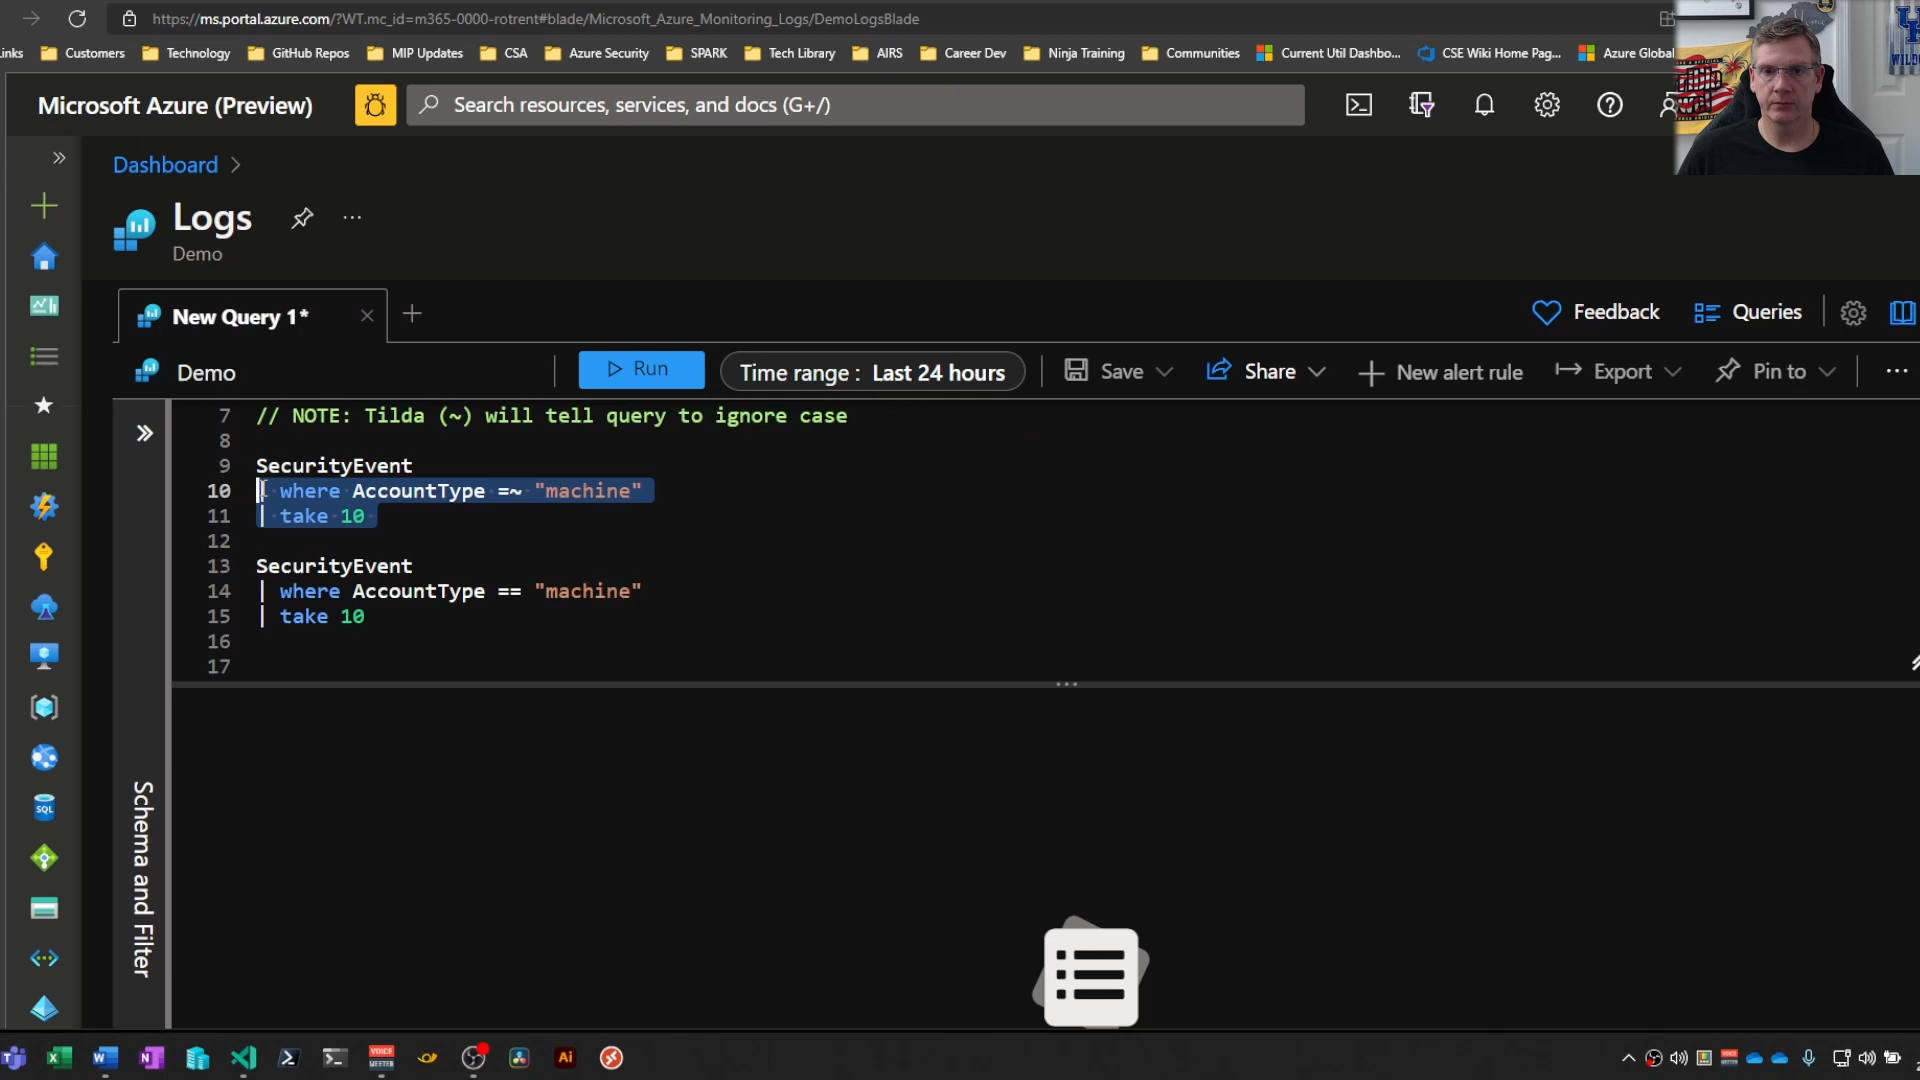 https://ms.portal.azure.com/?WT.mc_id=m365-0000-rotrent#blade/Microsoft_Azure_Monitoring_Logs/DemoLogsBlade
inks Customers Technology GitHub Repos MIP Updates CSA Azure Security SPARK Tech Library AIRS Career Dev Ninja Training Communities Current Util Dashbo... CSE Wiki Home Pag... Azure Global
Microsoft Azure (Preview) Search resources, services, and docs (G+/)
Dashboard
Logs ...
Demo
New Query 1*
Feedback Queries
Demo Run Time range : Last 24 hours Save Share New alert rule Export Pin to ...
7 // NOTE: Tilda (~) will tell query to ignore case
8
9 SecurityEvent
10 | where AccountType =~ "machine"
11 | take 10
12
13 SecurityEvent
14 | where AccountType == "machine"
15 | take 10
16
17
Schema and Filter
SQL
VOICE
MEETER
Ai